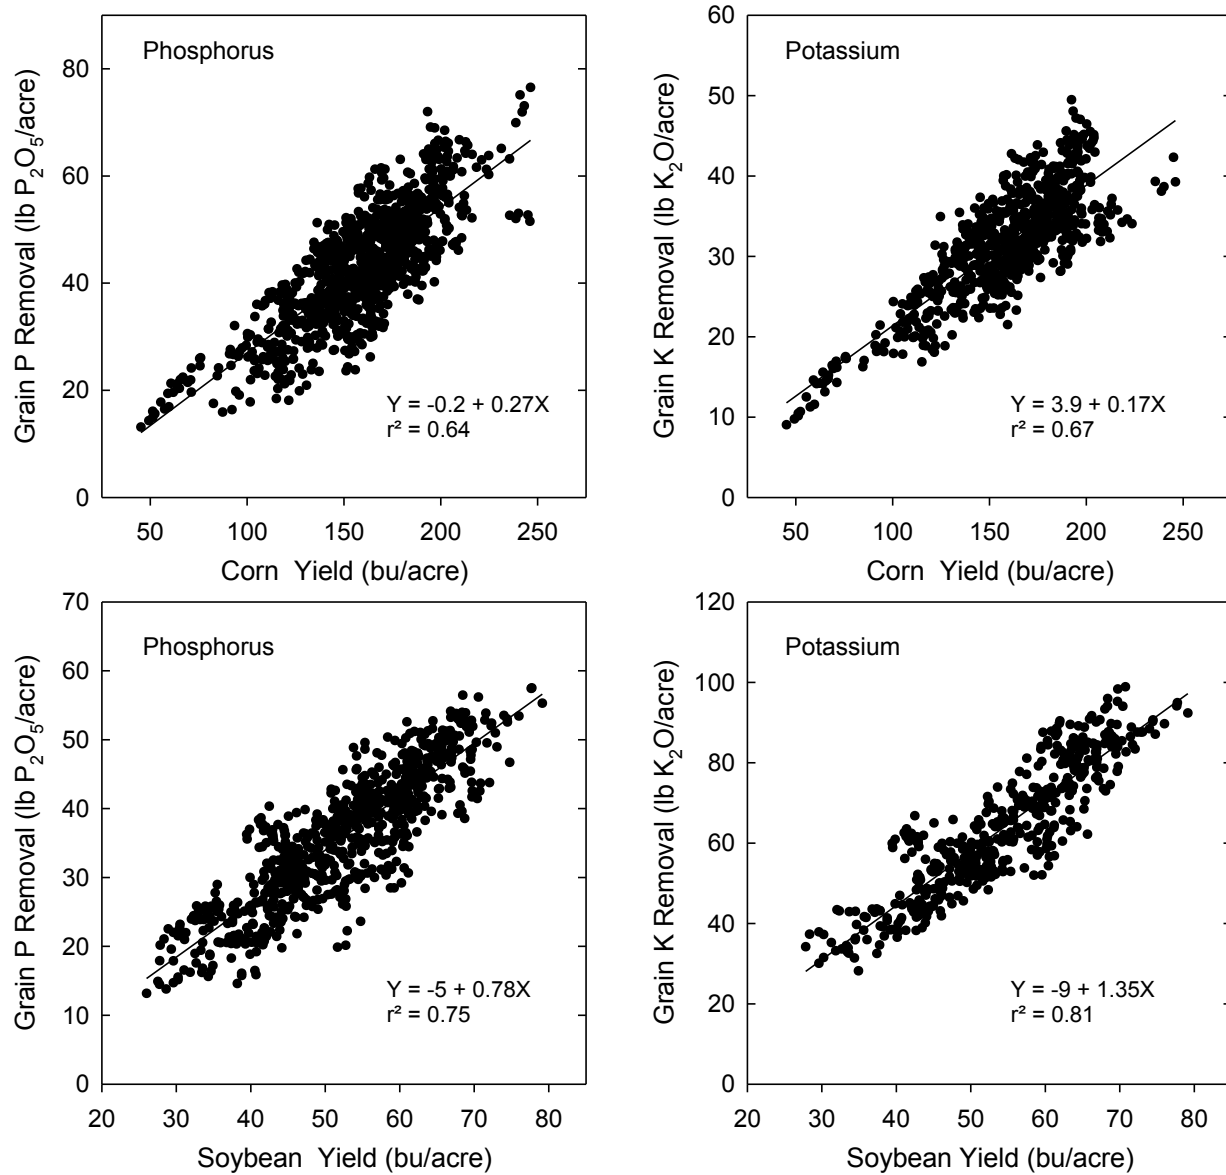 Phosphorus
Grain P Removal (lb P₂O₅/acre)
80
60
40
20
0
Y = -0.2 + 0.27X
r² = 0.64
50 100 150 200 250
Corn Yield (bu/acre)
Potassium
Grain K Removal (lb K₂O/acre)
60
50
40
30
20
10
0
Y = 3.9 + 0.17X
r² = 0.67
50 100 150 200 250
Corn Yield (bu/acre)
Phosphorus
Grain P Removal (lb P₂O₅/acre)
70
60
50
40
30
20
10
0
Y = -5 + 0.78X
r² = 0.75
20 30 40 50 60 70 80
Soybean Yield (bu/acre)
Potassium
Grain K Removal (lb K₂O/acre)
120
100
80
60
40
20
0
Y = -9 + 1.35X
r² = 0.81
20 30 40 50 60 70 80
Soybean Yield (bu/acre)